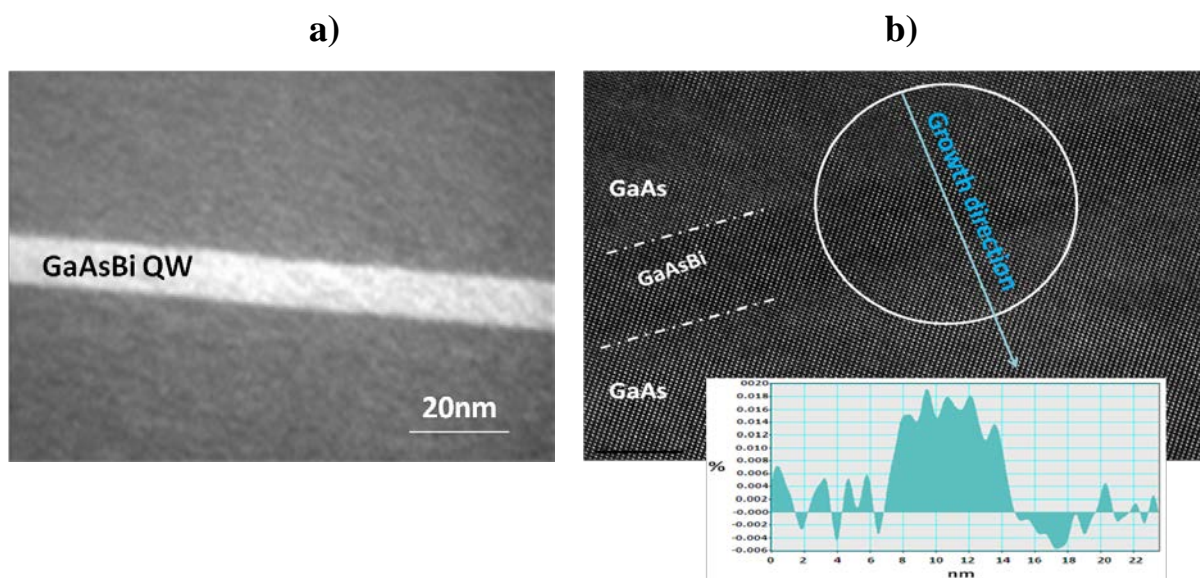 a)
b)
GaAsBi QW
20nm
GaAs
GaAsBi
GaAs
Growth direction
%
0020
0.018
0.016
0.014
0.012
0.010
0.008
0.006
0.004
0.002
-0.000
-0.002
-0.004
-0.006
0 2 4 6 8 10 12 14 16 18 20 22
nm